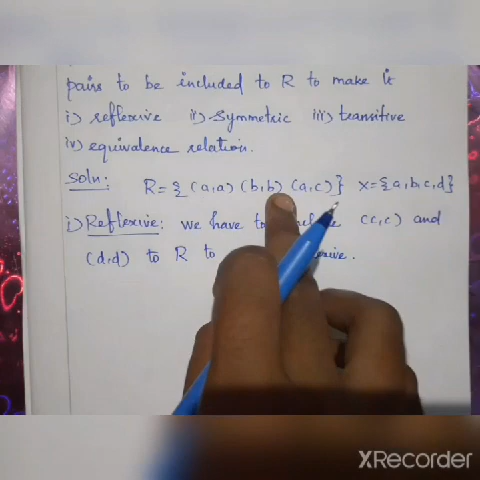 pairs to be included to R to make it
i) reflexive ii) Symmetric iii) transitive
iv) equivalence relation.
Soln: R = { (a,a) (b,b) (a,c) } X = {a,b,c,d}
i) Reflexive: we have to (c,c) and
(d,d) to R to
XRecorder